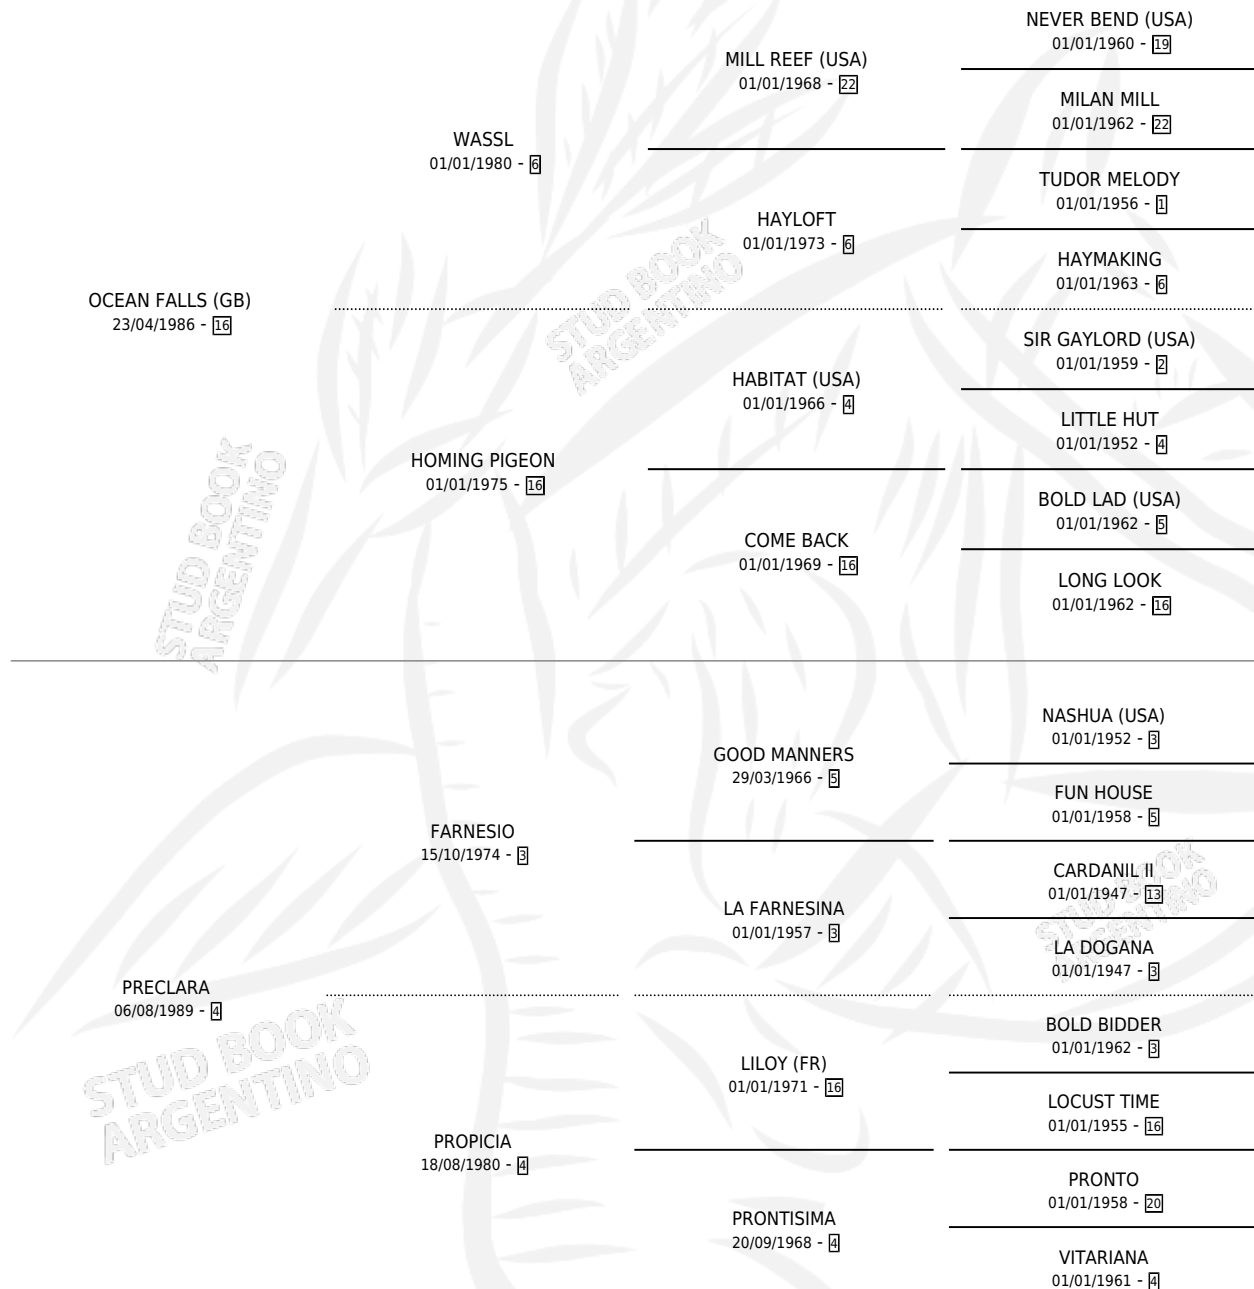 NEVER BEND (USA)
01/01/1960 - 19
MILL REEF (USA)
01/01/1968 - 22
MILAN MILL
01/01/1962 - 22
WASSL
01/01/1980 - 6
TUDOR MELODY
01/01/1956 - 1
HAYLOFT
01/01/1973 - 6
HAYMAKING
01/01/1963 - 6
OCEAN FALLS (GB)
23/04/1986 - 16
STUD BOOK
ARGENTINO
SIR GAYLORD (USA)
01/01/1959 - 2
HABITAT (USA)
01/01/1966 - 4
LITTLE HUT
01/01/1952 - 4
HOMING PIGEON
01/01/1975 - 16
BOLD LAD (USA)
01/01/1962 - 5
COME BACK
01/01/1969 - 16
LONG LOOK
01/01/1962 - 16
STUD BOOK
ARGENTINO
NASHUA (USA)
01/01/1952 - 3
GOOD MANNERS
29/03/1966 - 5
FUN HOUSE
01/01/1958 - 5
FARNESIO
15/10/1974 - 3
CARDANIL II
01/01/1947 - 13
LA FARNESINA
01/01/1957 - 3
LA DOGANA
01/01/1947 - 3
STUD BOOK
ARGENTINO
PRECLARA
06/08/1989 - 4
BOLD BIDDER
01/01/1962 - 3
LILOY (FR)
01/01/1971 - 16
LOCUST TIME
01/01/1955 - 16
STUD BOOK
ARGENTINO
PROPICIA
18/08/1980 - 4
PRONTO
01/01/1958 - 20
PRONTISIMA
20/09/1968 - 4
VITARIANA
01/01/1961 - 4